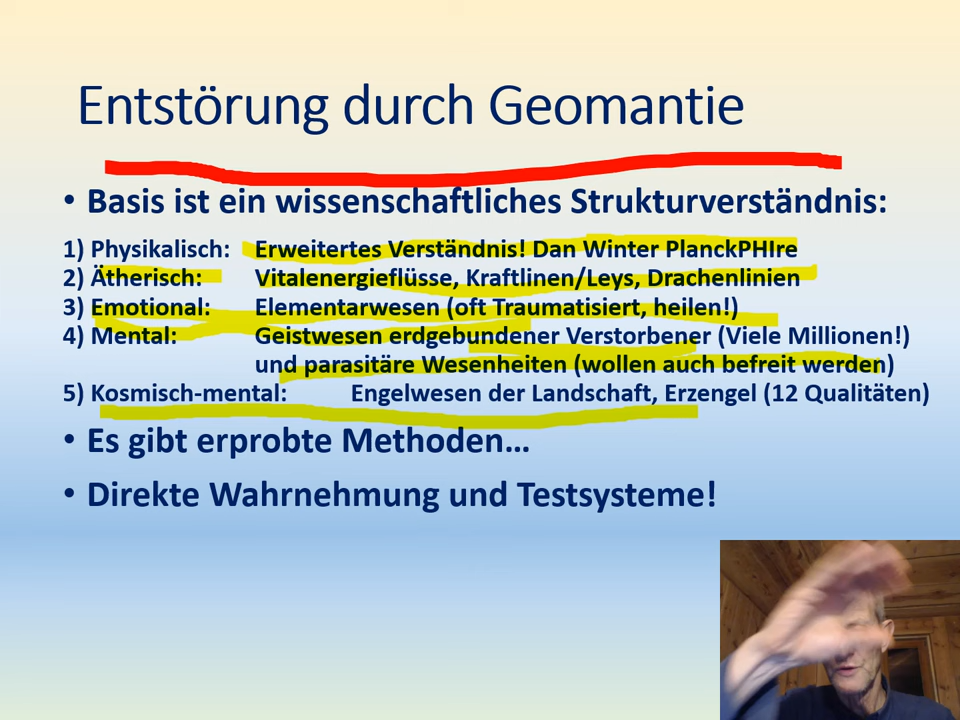 Entstörung durch Geomantie
• Basis ist ein wissenschaftliches Strukturverständnis:
1) Physikalisch: Erweitertes Verständnis! Dan Winter PlanckPHIre
2) Ätherisch: Vitalenergieflüsse, Kraftlinen/Leys, Drachenlinien
3) Emotional: Elementarwesen (oft Traumatisiert, heilen!)
4) Mental: Geistwesen erdgebundener Verstorbener (Viele Millionen!)
und parasitäre Wesenheiten (wollen auch befreit werden)
5) Kosmisch-mental: Engelwesen der Landschaft, Erzengel (12 Qualitäten)
• Es gibt erprobte Methoden...
• Direkte Wahrnehmung und Testsysteme!